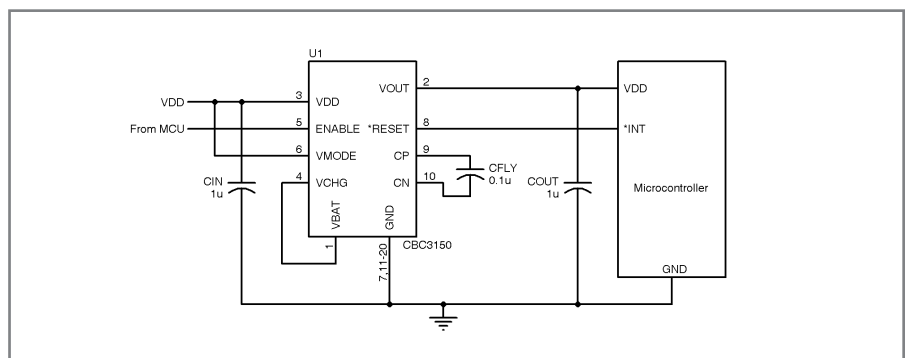 U1
VDD
3
VDD
VOUT
2
VDD
From MCU
5
ENABLE
*RESET
8
*INT
6
VMODE
CP
9
CFLY
0.1u
4
VCHG
CN
10
CIN
1u
COUT
1u
Microcontroller
VBAT
GND
1
7,11-20
CBC3150
GND